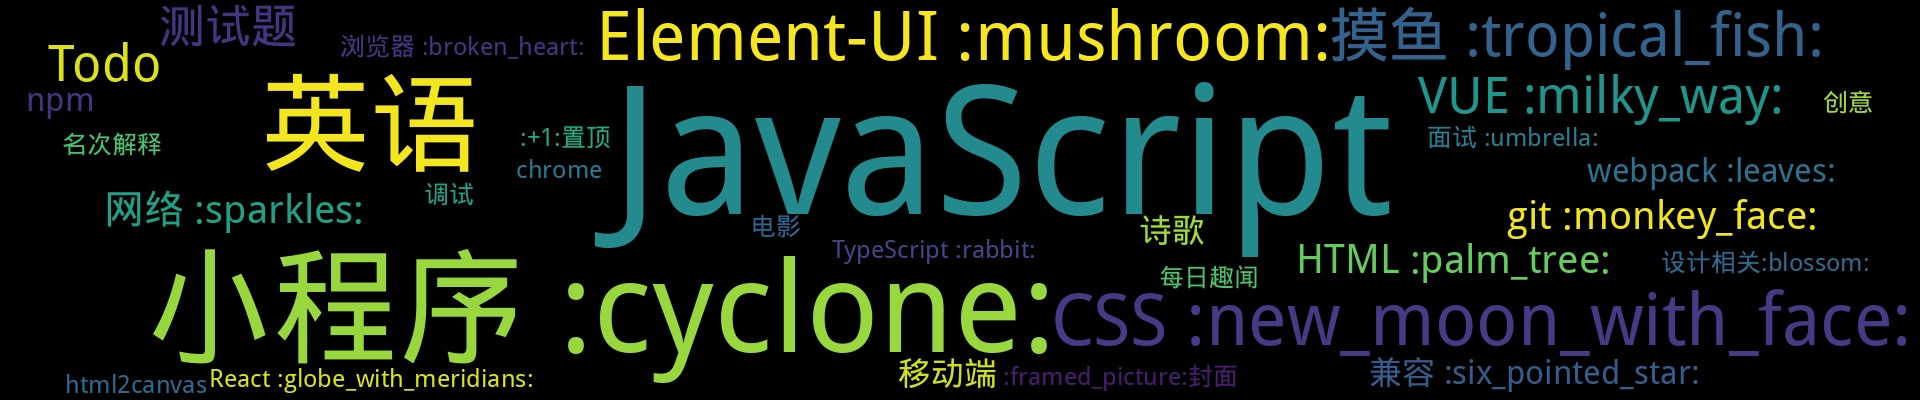 测试题
浏览器 :broken_heart:
Element-UI :mushroom:
摸鱼 :tropical_fish:
Todo
npm
英语
JavaScript
VUE :milky_way:
创意
名次解释
:+1:置顶
chrome
面试 :umbrella:
webpack :leaves:
调试
网络 :sparkles:
电影
诗歌
git :monkey_face:
TypeScript :rabbit:
HTML :palm_tree:
设计相关:blossom:
每日趣闻
小程序 :cyclone:
CSS :new_moon_with_face:
html2canvas
React :globe_with_meridians:
移动端
:framed_picture:封面
兼容 :six_pointed_star: